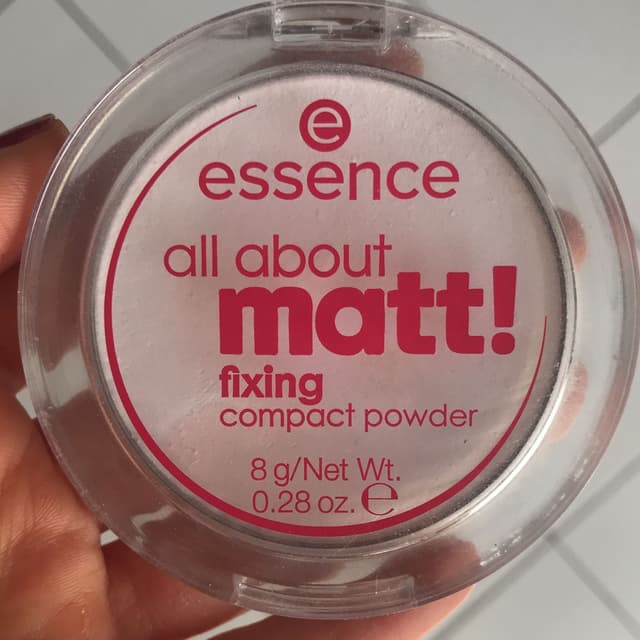 e
essence
all about
matt!
fixing
compact powder
8 g/Net Wt.
0.28 oz. ℮